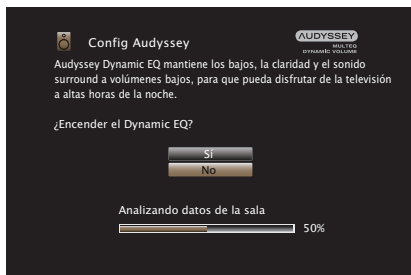 Config Audyssey
AUDYSSEY
MULTEQ
DYNAMIC VOLUME
Audyssey Dynamic EQ mantiene los bajos, la claridad y el sonido
surround a volúmenes bajos, para que pueda disfrutar de la televisión
a altas horas de la noche.
¿Encender el Dynamic EQ?
Sí
No
Analizando datos de la sala
50%